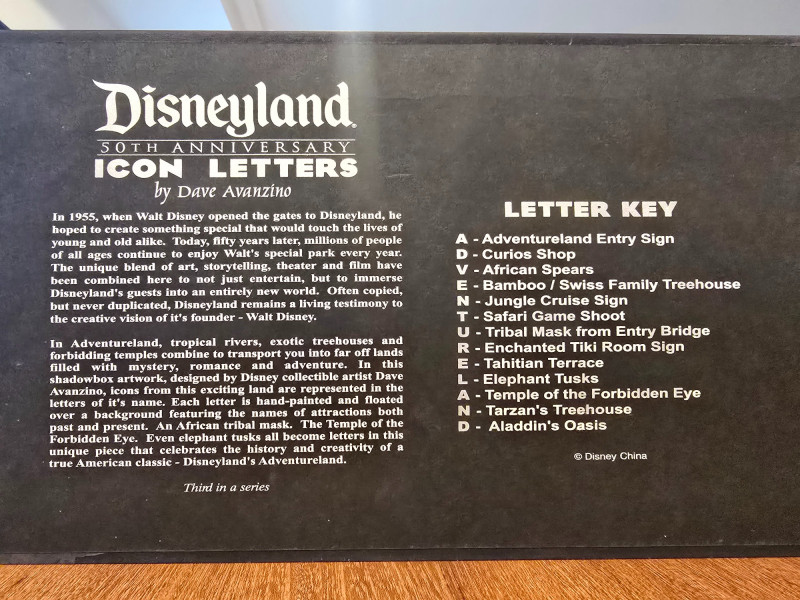 Disneyland.
50TH ANNIVERSARY
ICON LETTERS
by Dave Avanzino
In 1955, when Walt Disney opened the gates to Disneyland, he
hoped to create something special that would touch the lives of
young and old alike. Today, fifty years later, millions of people
of all ages continue to enjoy Walt's special park every year.
The unique blend of art, storytelling, theater and film have
been combined here to not just entertain, but to immerse
Disneyland's guests into an entirely new world. Often copied,
but never duplicated, Disneyland remains a living testimony to
the creative vision of it's founder - Walt Disney.
In Adventureland, tropical rivers, exotic treehouses and
forbidding temples combine to transport you into far off lands
filled with mystery, romance and adventure. In this
shadowbox artwork, designed by Disney collectible artist Dave
Avanzino, icons from this exciting land are represented in the
letters of it's name. Each letter is hand-painted and floated
over a background featuring the names of attractions both
past and present. An African tribal mask. The Temple of the
Forbidden Eye. Even elephant tusks all become letters in this
unique piece that celebrates the history and creativity of a
true American classic - Disneyland's Adventureland.
Third in a series
LETTER KEY
A - Adventureland Entry Sign
D - Curios Shop
V - African Spears
E - Bamboo / Swiss Family Treehouse
N - Jungle Cruise Sign
T - Safari Game Shoot
U - Tribal Mask from Entry Bridge
R - Enchanted Tiki Room Sign
E - Tahitian Terrace
L - Elephant Tusks
A - Temple of the Forbidden Eye
N - Tarzan's Treehouse
D - Aladdin's Oasis
© Disney China